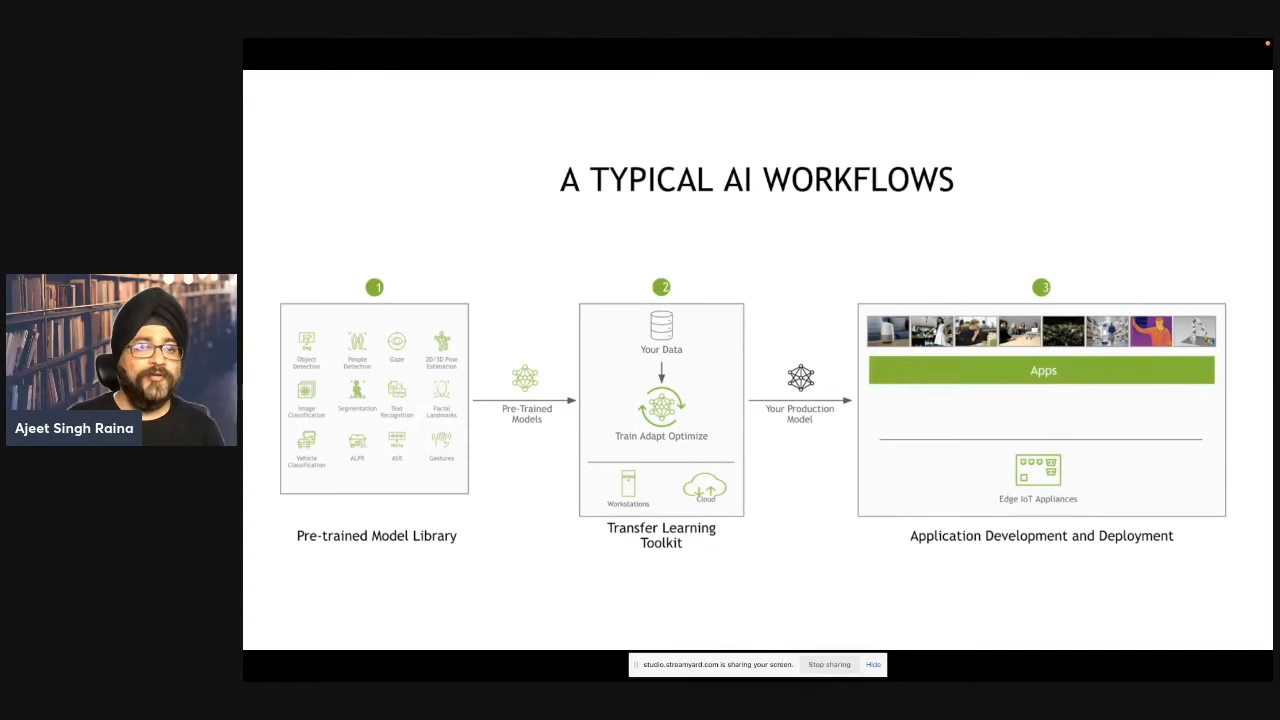 A TYPICAL AI WORKFLOWS
1
2
3
Object
Detection
People
Detection
Gaze
2D/3D Pose
Estimation
Image
Classification
Segmentation
Text
Recognition
Facial
Landmarks
Vehicle
Classification
ALPR
ASR
Gestures
Pre-trained Model Library
Pre-Trained
Models
Your Data
Train Adapt Optimize
Workstations
Cloud
Transfer Learning
Toolkit
Your Production
Model
Apps
Edge IoT Appliances
Application Development and Deployment
Ajeet Singh Raina
studio.streamyard.com is sharing your screen.
Stop sharing
Hide